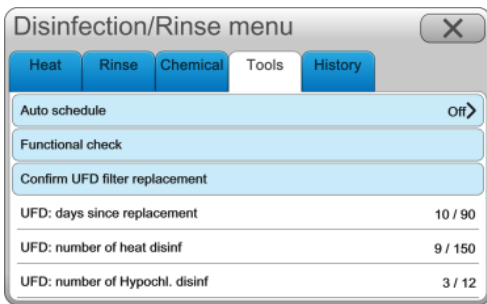 Disinfection/Rinse menu
Heat Rinse Chemical Tools History
Auto schedule Off
Functional check
Confirm UFD filter replacement
UFD: days since replacement 10 / 90
UFD: number of heat disinf 9 / 150
UFD: number of Hypochl. disinf 3 / 12